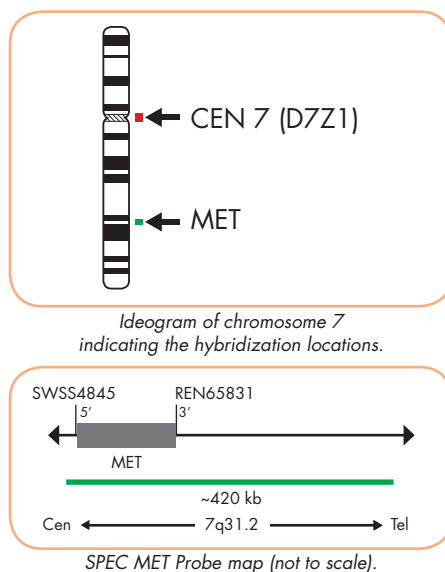 CEN 7 (D7Z1)
MET
Ideogram of chromosome 7
indicating the hybridization locations.
SWSS4845 REN65831
5’ 3’
MET
~420 kb
Cen 7q31.2 Tel
SPEC MET Probe map (not to scale).